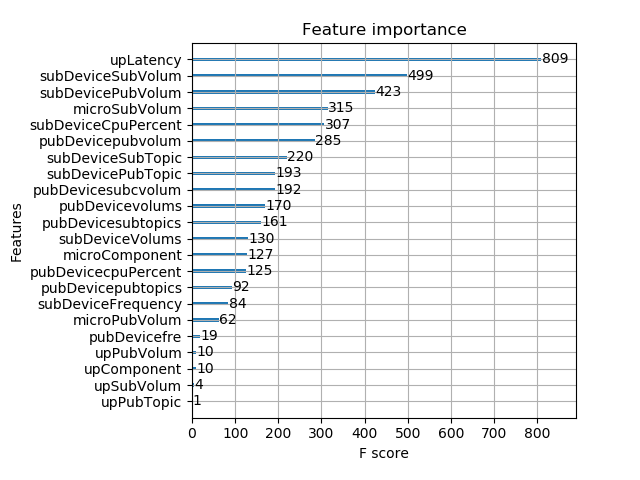 Feature importance
upLatency 809
subDeviceSubVolum 499
subDevicePubVolum 423
microSubVolum 315
subDeviceCpuPercent 307
pubDevicepubvolum 285
subDeviceSubTopic 220
subDevicePubTopic 193
pubDevicesubcvolum 192
pubDevicevolums 170
pubDevicesubtopics 161
subDeviceVolums 130
microComponent 127
pubDevicecpuPercent 125
pubDevicepubtopics 92
subDeviceFrequency 84
microPubVolum 62
pubDevicefre 19
upPubVolum 10
upComponent 10
upSubVolum 4
upPubTopic 1
Features
0 100 200 300 400 500 600 700 800
F score